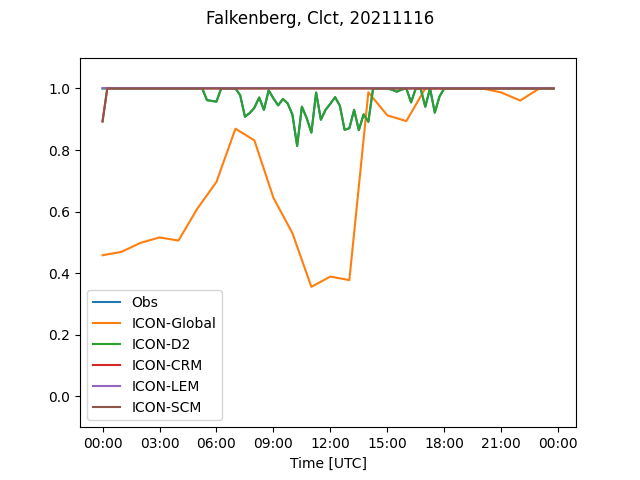 Falkenberg, Clct, 20211116
1.0
0.8
0.6
0.4
0.2
0.0
Obs
ICON-Global
ICON-D2
ICON-CRM
ICON-LEM
ICON-SCM
00:00 03:00 06:00 09:00 12:00 15:00 18:00 21:00 00:00
Time [UTC]